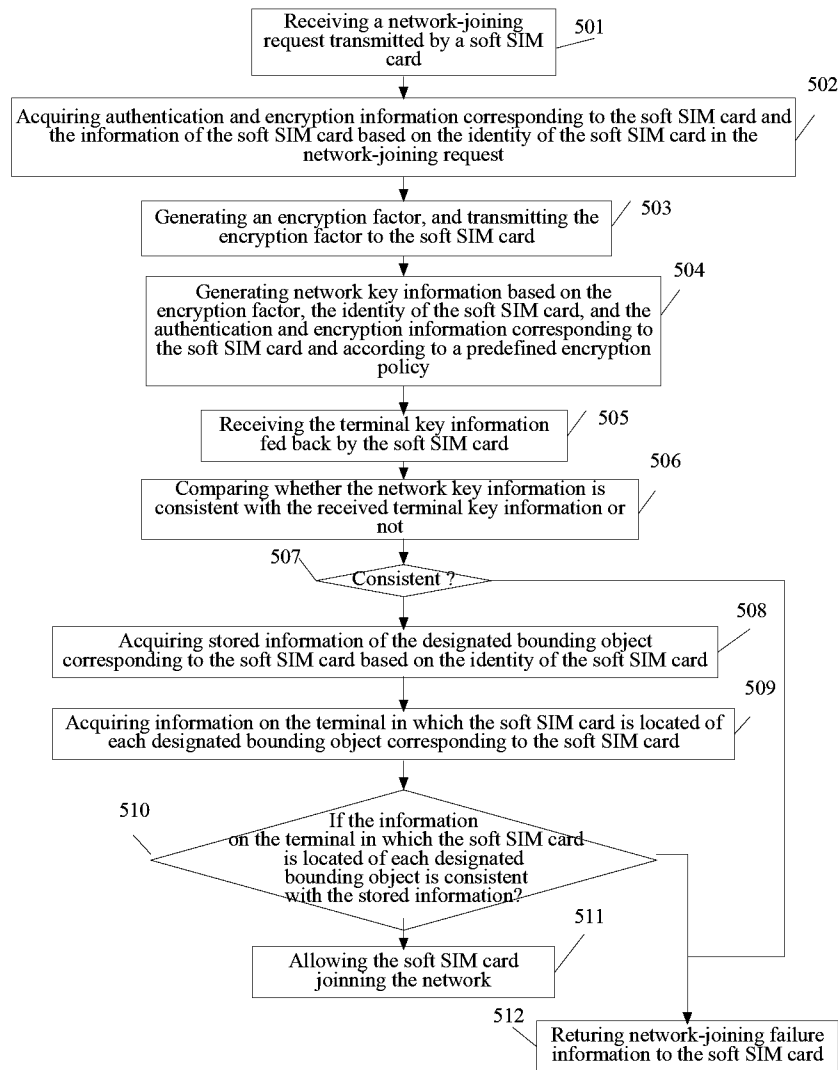 Receiving a network-joining
request transmitted by a soft SIM
card
501
502
Acquiring authentication and encryption information corresponding to the soft SIM card and
the information of the soft SIM card based on the identity of the soft SIM card in the
network-joining request
503
Generating an encryption factor, and transmitting the
encryption factor to the soft SIM card
504
Generating network key information based on the
encryption factor, the identity of the soft SIM card, and the
authentication and encryption information corresponding to
the soft SIM card and according to a predefined encryption
policy
505
Receiving the terminal key information
fed back by the soft SIM card
506
Comparing whether the network key information is
consistent with the received terminal key information or
not
507
Consistent ?
508
Acquiring stored information of the designated bounding object
corresponding to the soft SIM card based on the identity of the soft SIM card
509
Acquiring information on the terminal in which the soft SIM card is located of
each designated bounding object corresponding to the soft SIM card
510
If the information
on the terminal in which the soft SIM card
is located of each designated
bounding object is consistent
with the stored information?
511
Allowing the soft SIM card
joinning the network
512
Returing network-joining failure
information to the soft SIM card